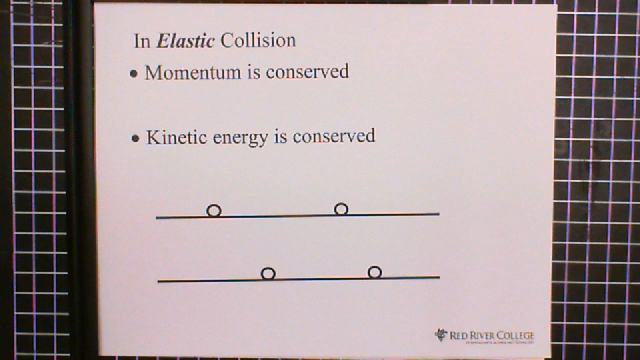 In Elastic Collision
• Momentum is conserved
• Kinetic energy is conserved
RED RIVER COLLEGE